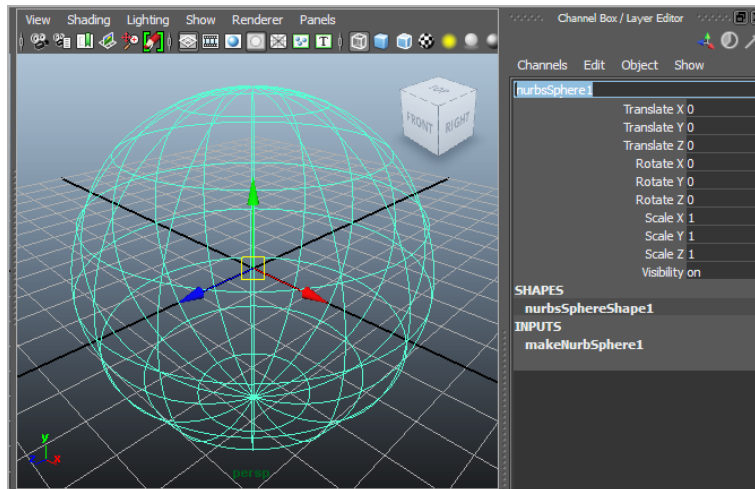 View Shading Lighting Show Renderer Panels
T
TOP
FRONT RIGHT
y
z x
persp
Channel Box / Layer Editor
Channels Edit Object Show
nurbsSphere1
Translate X 0
Translate Y 0
Translate Z 0
Rotate X 0
Rotate Y 0
Rotate Z 0
Scale X 1
Scale Y 1
Scale Z 1
Visibility on
SHAPES
nurbsSphereShape1
INPUTS
makeNurbSphere1